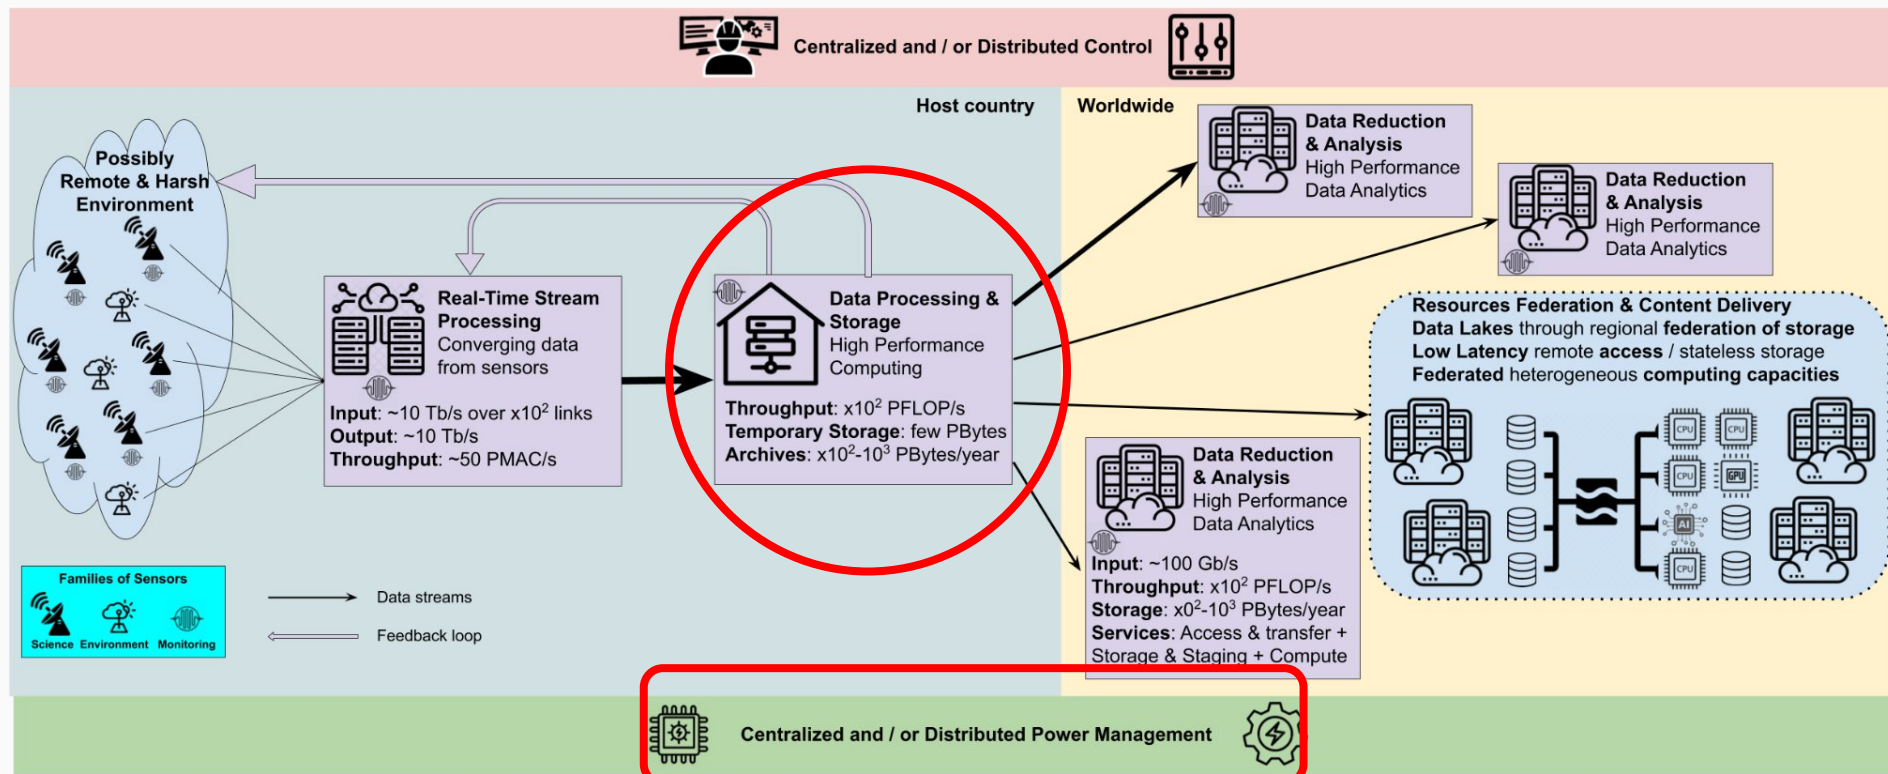 Centralized and / or Distributed Control
Host country
Worldwide
Possibly
Remote & Harsh
Environment
Real-Time Stream
Processing
Converging data
from sensors
Input: ~10 Tb/s over x10² links
Output: ~10 Tb/s
Throughput: ~50 PMAC/s
Data Processing &
Storage
High Performance
Computing
Throughput: x10² PFLOP/s
Temporary Storage: few PBytes
Archives: x10²-10³ PBytes/year
Data Reduction
& Analysis
High Performance
Data Analytics
Data Reduction
& Analysis
High Performance
Data Analytics
Resources Federation & Content Delivery
Data Lakes through regional federation of storage
Low Latency remote access / stateless storage
Federated heterogeneous computing capacities
CPU
CPU
CPU
GPU
AI
CPU
Data Reduction
& Analysis
High Performance
Data Analytics
Input: ~100 Gb/s
Throughput: x10² PFLOP/s
Storage: x0²-10³ PBytes/year
Services: Access & transfer +
Storage & Staging + Compute
Families of Sensors
Science Environment Monitoring
Data streams
Feedback loop
Centralized and / or Distributed Power Management